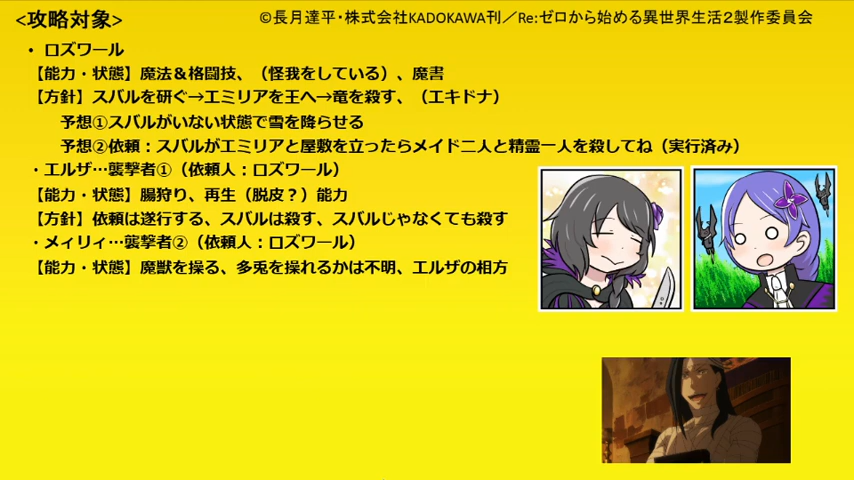 <攻略対象>
©長月達平・株式会社KADOKAWA刊／Re:ゼロから始める異世界生活２製作委員会
・ ロズワール
【能力・状態】魔法＆格闘技、（怪我をしている）、魔書
【方針】スバルを研ぐ→エミリアを王へ→竜を殺す、（エキドナ）
予想①スバルがいない状態で雪を降らせる
予想②依頼：スバルがエミリアと屋敷を立ったらメイド二人と精霊一人を殺してね（実行済み）
・エルザ…襲撃者①（依頼人：ロズワール）
【能力・状態】腸狩り、再生（脱皮？）能力
【方針】依頼は遂行する、スバルは殺す、スバルじゃなくても殺す
・メィリィ…襲撃者②（依頼人：ロズワール）
【能力・状態】魔獣を操る、多兎を操れるかは不明、エルザの相方